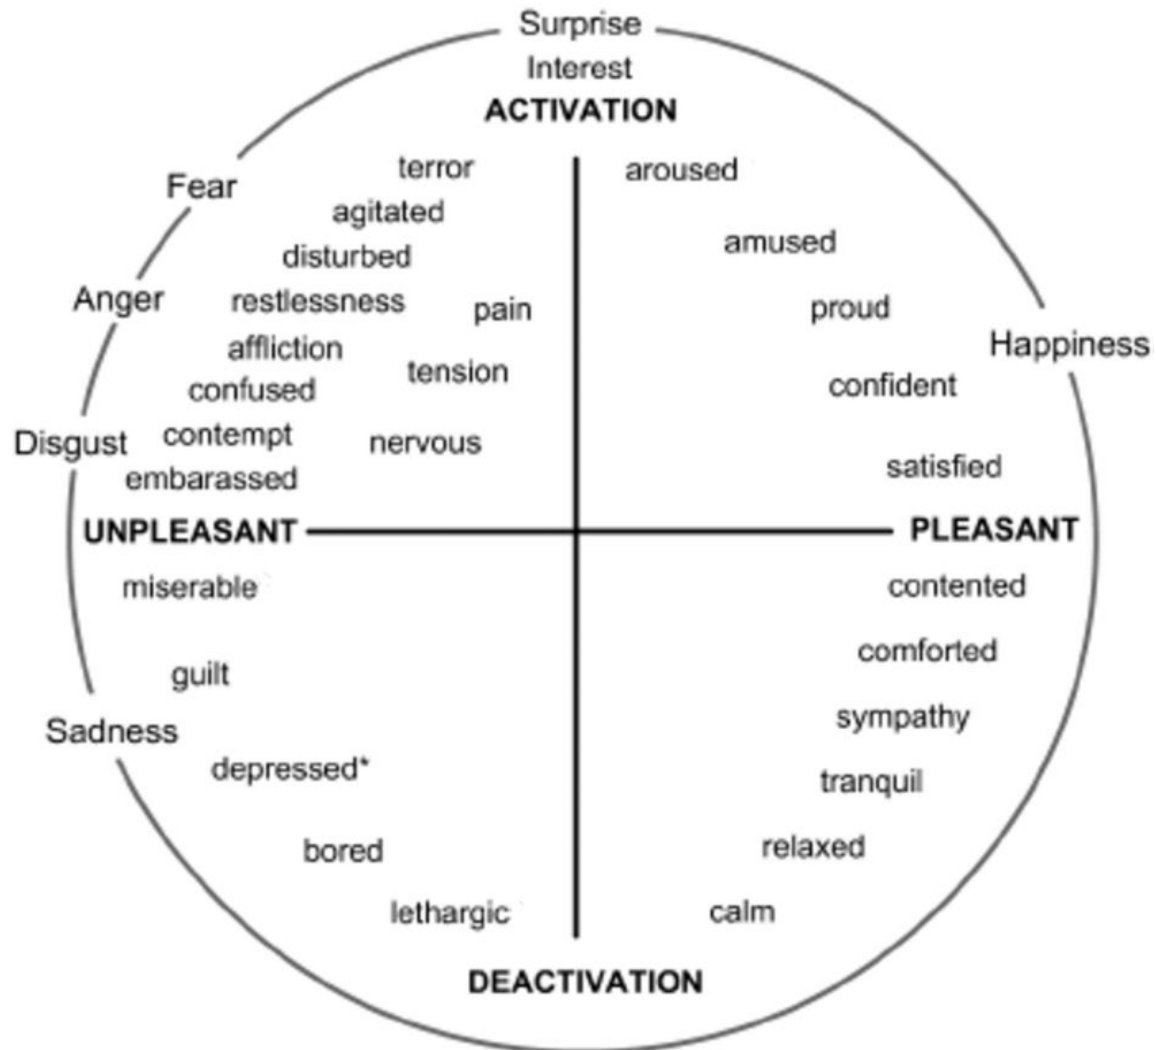 Surprise
Interest
ACTIVATION
terror
aroused
Fear
agitated
amused
disturbed
Anger
restlessness
pain
proud
Happiness
affliction
tension
confused
confident
Disgust
contempt
nervous
satisfied
embarassed
UNPLEASANT
PLEASANT
miserable
contented
comforted
guilt
sympathy
Sadness
depressed*
tranquil
bored
relaxed
lethargic
calm
DEACTIVATION